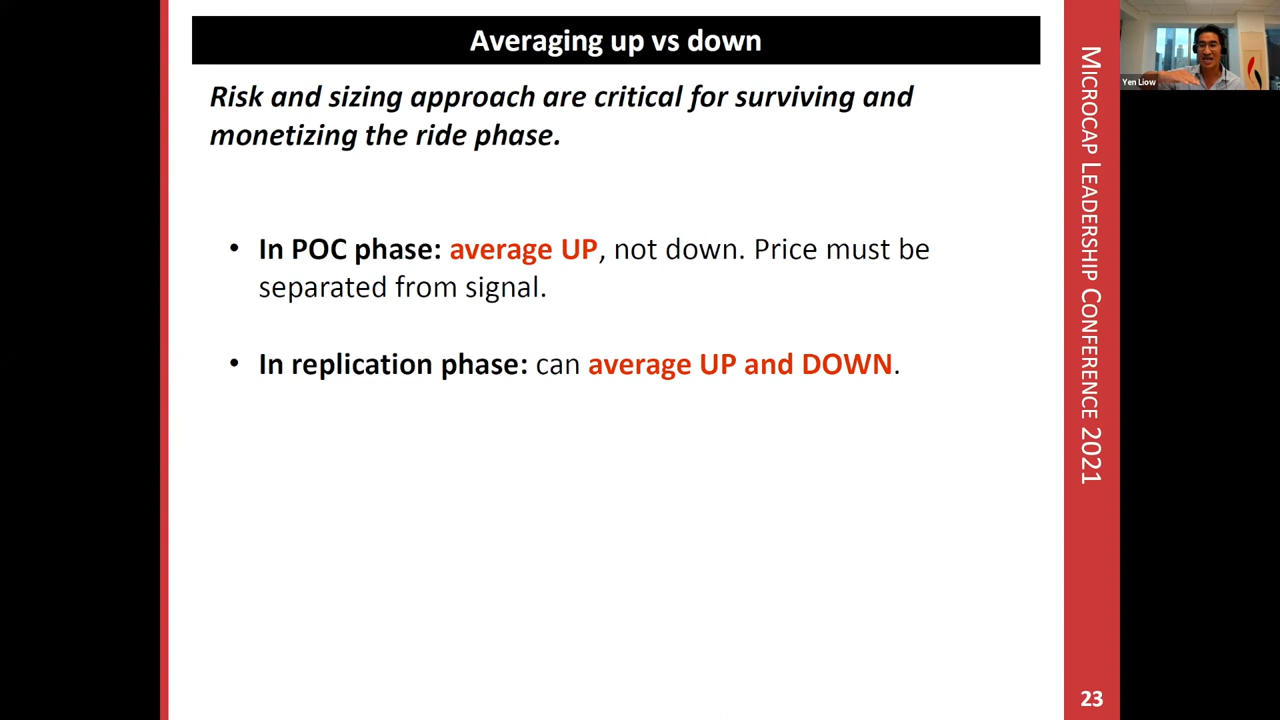 Averaging up vs down
Risk and sizing approach are critical for surviving and
monetizing the ride phase.
• In POC phase: average UP, not down. Price must be
separated from signal.
• In replication phase: can average UP and DOWN.
MICROCAP LEADERSHIP CONFERENCE 2021
23
Yen Liow